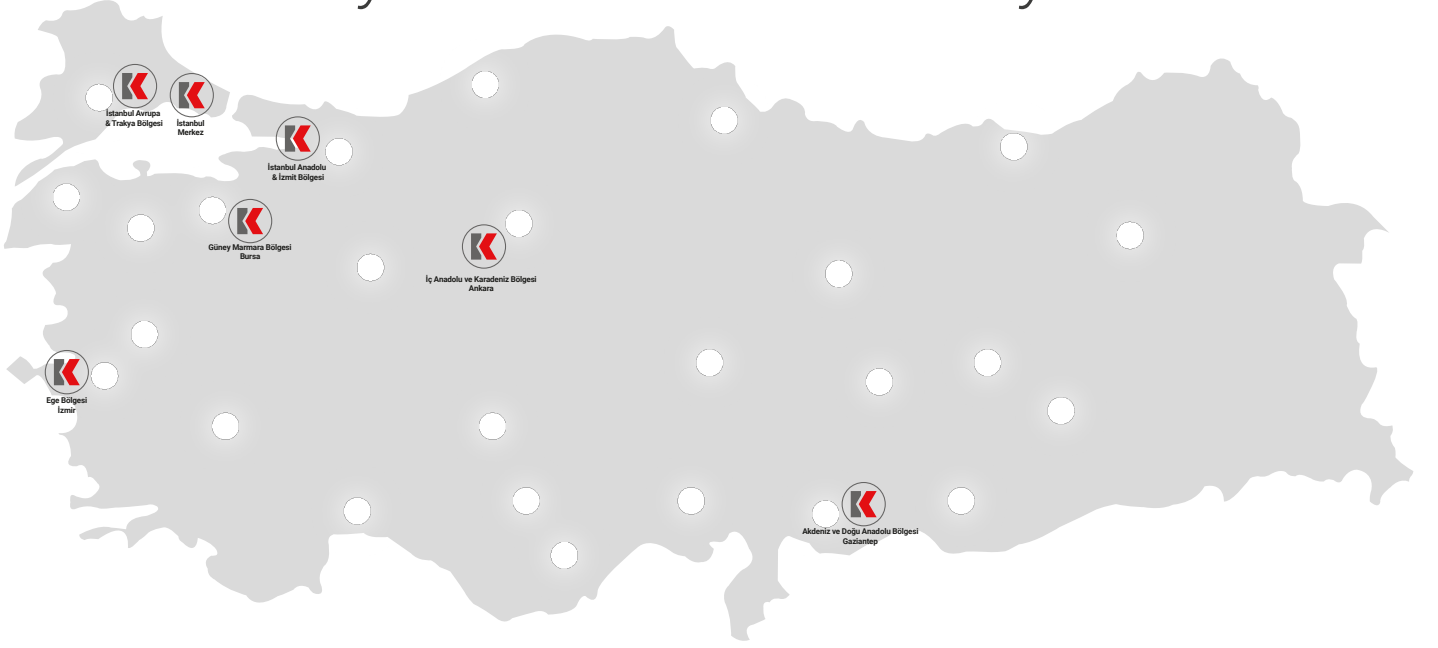 İstanbul Avrupa
& Trakya Bölgesi
İstanbul
Merkez
İstanbul Anadolu
& İzmit Bölgesi
Güney Marmara Bölgesi
Bursa
İç Anadolu ve Karadeniz Bölgesi
Ankara
Ege Bölgesi
İzmir
Akdeniz ve Doğu Anadolu Bölgesi
Gaziantep